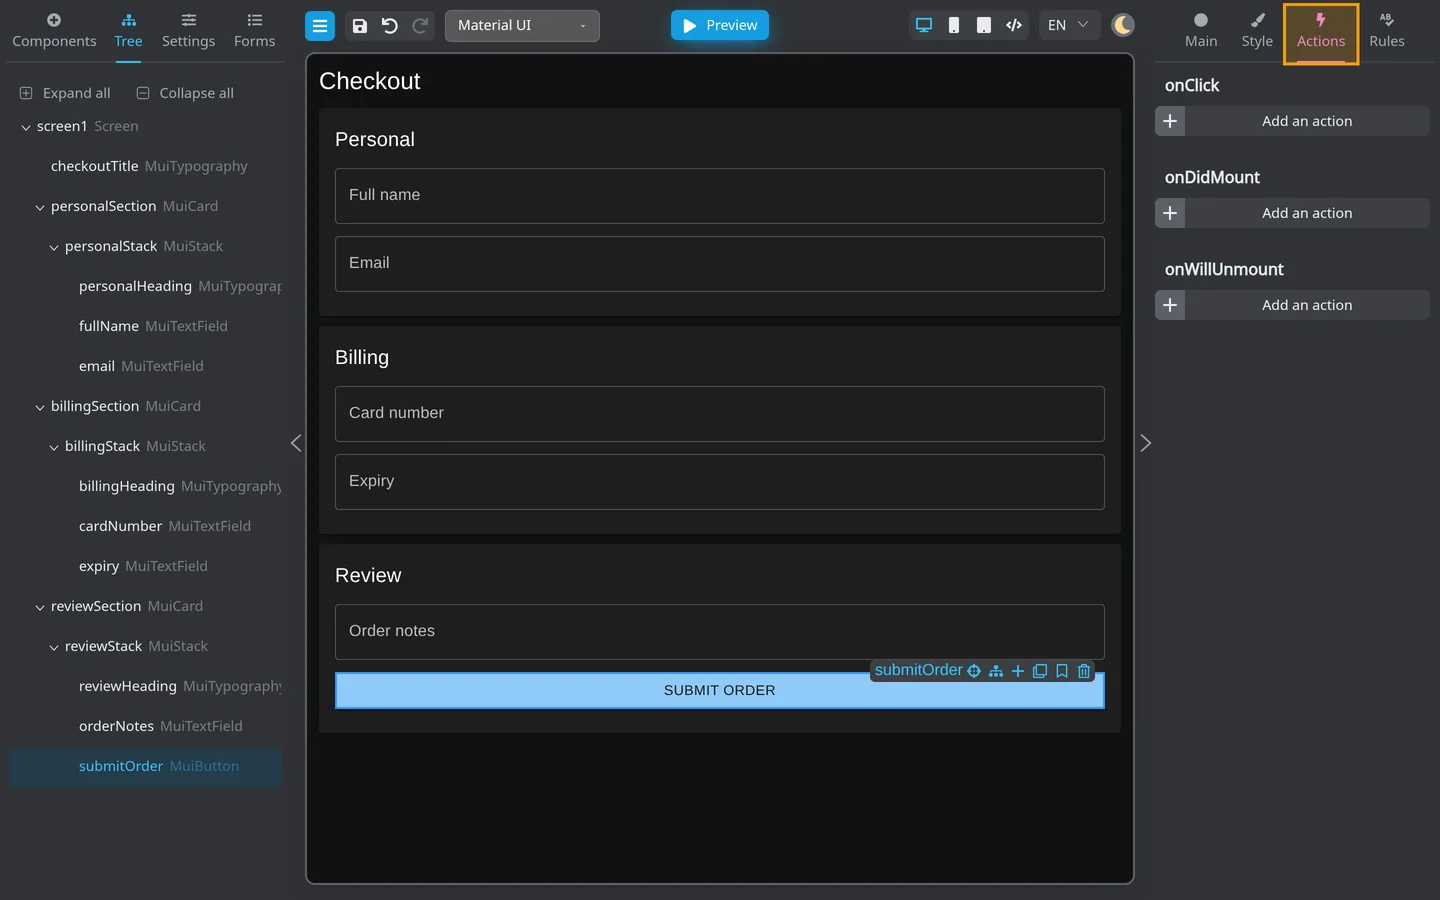 Components
Tree
Settings
Forms
Material UI
Preview
EN
Main
Style
Actions
AB
Rules
Expand all
Collapse all
screen1 Screen
checkoutTitle MuiTypography
personalSection MuiCard
personalStack MuiStack
personalHeading MuiTypograp
fullName MuiTextField
email MuiTextField
billingSection MuiCard
billingStack MuiStack
billingHeading MuiTypography
cardNumber MuiTextField
expiry MuiTextField
reviewSection MuiCard
reviewStack MuiStack
reviewHeading MuiTypography
orderNotes MuiTextField
submitOrder MuiButton
Checkout
Personal
Full name
Email
Billing
Card number
Expiry
Review
Order notes
submitOrder
SUBMIT ORDER
onClick
Add an action
onDidMount
Add an action
onWillUnmount
Add an action